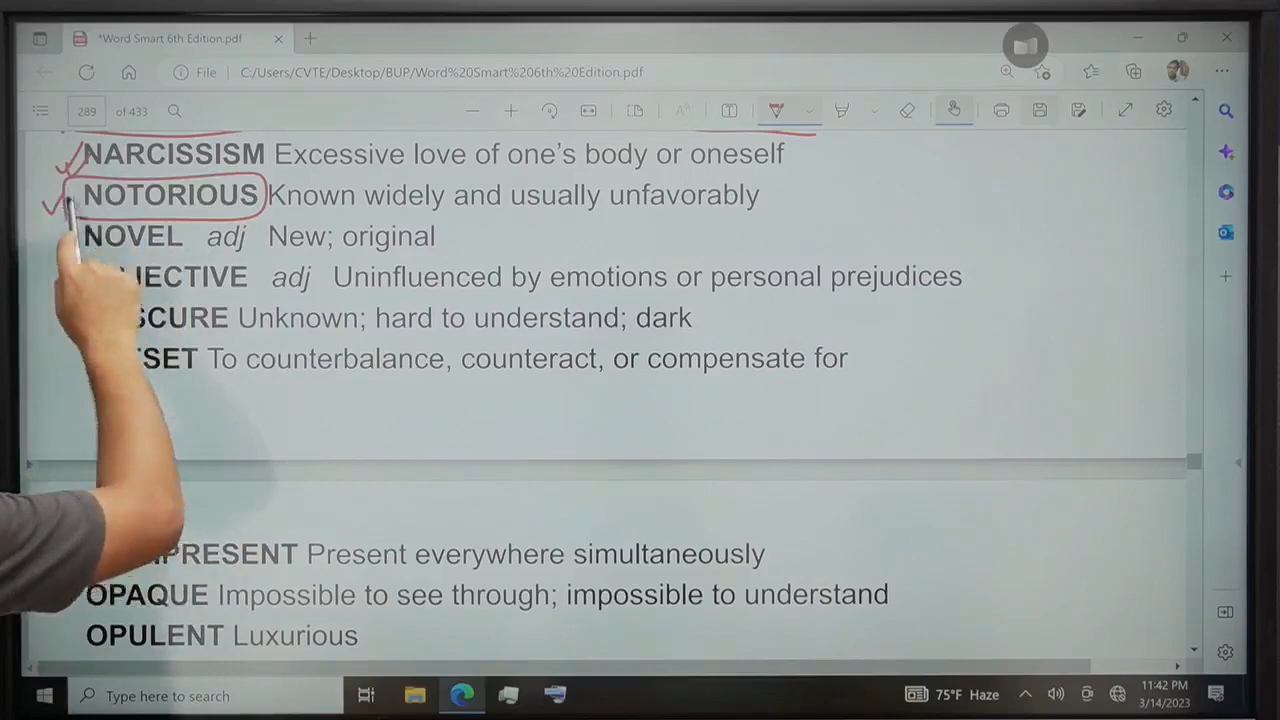 *Word Smart 6th Edition.pdf
File C:/Users/CVTE/Desktop/BUP/Word%20Smart%206th%20Edition.pdf
289 of 433
NARCISSISM Excessive love of one's body or oneself
NOTORIOUS Known widely and usually unfavorably
NOVEL adj New; original
JECTIVE adj Uninfluenced by emotions or personal prejudices
SCURE Unknown; hard to understand; dark
SET To counterbalance, counteract, or compensate for
PRESENT Present everywhere simultaneously
OPAQUE Impossible to see through; impossible to understand
OPULENT Luxurious
Type here to search 75°F Haze 11:42 PM
3/14/2023